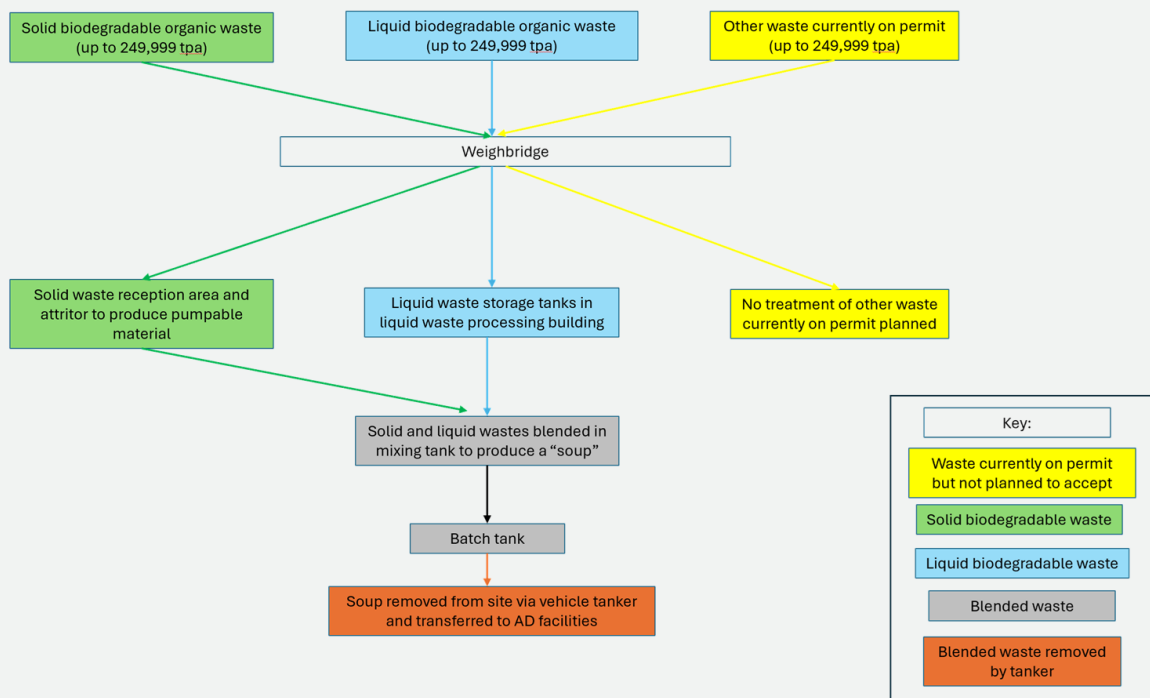 Solid biodegradable organic waste
(up to 249,999 tpa)
Liquid biodegradable organic waste
(up to 249,999 tpa)
Other waste currently on permit
(up to 249,999 tpa)
Weighbridge
Solid waste reception area and
attritor to produce pumpable
material
Liquid waste storage tanks in
liquid waste processing building
No treatment of other waste
currently on permit planned
Solid and liquid wastes blended in
mixing tank to produce a “soup”
Batch tank
Soup removed from site via vehicle tanker
and transferred to AD facilities
Key:
Waste currently on permit
but not planned to accept
Solid biodegradable waste
Liquid biodegradable waste
Blended waste
Blended waste removed
by tanker